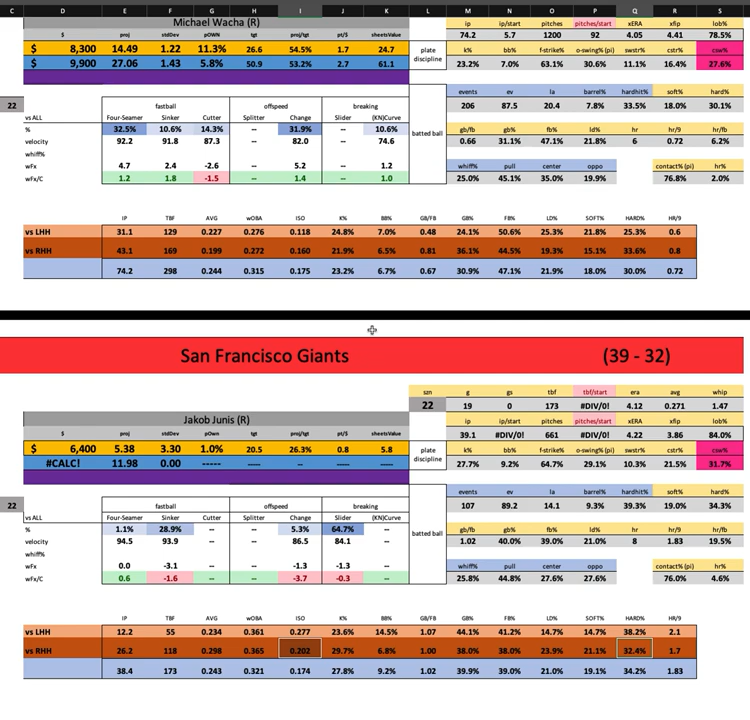 C D E F G H I J K L M N O P Q R S
Michael Wacha (R) ip ip/start pitches pitches/start xERA xfip lob%
74.2 5.7 1200 92 4.05 4.41 78.5%
$ proj stdDev pOWN tgt proj/tgt pt/$ sheetsValue k% bb% f-strike% o-swing% (pi) swstr% cstr% csw%
$ 8,300 14.49 1.22 11.3% 26.6 54.5% 1.7 24.7 plate discipline 23.2% 7.0% 63.1% 30.6% 11.1% 16.4% 27.6%
$ 9,900 27.06 1.43 5.8% 50.9 53.2% 2.7 61.1
events ev la barrel% hardhit% soft% hard%
22 fastball offspeed breaking 206 87.5 20.4 7.8% 33.5% 18.0% 30.1%
vs ALL Four-Seamer Sinker Cutter Splitter Change Slider (KN)Curve
% 32.5% 10.6% 14.3% -- 31.9% -- 10.6% batted ball gb/fb gb% fb% ld% hr hr/9 hr/fb
velocity 92.2 91.8 87.3 -- 82.0 -- 74.6 0.66 31.1% 47.1% 21.8% 6 0.72 6.2%
whiff%
wFx 4.7 2.4 -2.6 -- 5.2 -- 1.2 whiff% pull center oppo contact% (pi) hr%
wFx/C 1.2 1.8 -1.5 -- 1.4 -- 1.0 25.0% 45.1% 35.0% 19.9% 76.8% 2.0%
IP TBF AVG wOBA ISO K% BB% GB/FB GB% FB% LD% SOFT% HARD% HR/9
vs LHH 31.1 129 0.227 0.276 0.118 24.8% 7.0% 0.48 24.1% 50.6% 25.3% 21.8% 25.3% 0.6
vs RHH 43.1 169 0.199 0.272 0.160 21.9% 6.5% 0.81 36.1% 44.5% 19.3% 15.1% 33.6% 0.8
74.2 298 0.244 0.315 0.175 23.2% 6.7% 0.67 30.9% 47.1% 21.9% 18.0% 30.0% 0.72
San Francisco Giants (39 - 32)
szn g gs tbf tbf/start era avg whip
22 19 0 173 #DIV/0! 4.12 0.271 1.47
Jakob Junis (R) ip ip/start pitches pitches/start xERA xfip lob%
39.1 #DIV/0! 661 #DIV/0! 4.22 3.86 84.0%
$ proj stdDev pOwn tgt proj/tgt pt/$ sheetsValue k% bb% f-strike% o-swing% (pi) swstr% cstr% csw%
$ 6,400 5.38 3.30 1.0% 20.5 26.3% 0.8 5.8 plate discipline 27.7% 9.2% 64.7% 29.1% 10.3% 21.5% 31.7%
#CALC! 11.98 0.00 ----- ----- -- ----- --
events ev la barrel% hardhit% soft% hard%
22 fastball offspeed breaking 107 89.2 14.1 9.3% 39.3% 19.0% 34.3%
vs ALL Four-Seamer Sinker Cutter Splitter Change Slider (KN)Curve
% 1.1% 28.9% -- -- 5.3% 64.7% -- batted ball gb/fb gb% fb% ld% hr hr/9 hr/fb
velocity 94.5 93.9 -- -- 86.5 84.1 -- 1.02 40.0% 39.0% 21.0% 8 1.83 19.5%
whiff%
wFx 0.0 -3.1 -- -- -1.3 -1.3 -- whiff% pull center oppo contact% (pi) hr%
wFx/C 0.6 -1.6 -- -- -3.7 -0.3 -- 25.8% 44.8% 27.6% 27.6% 76.0% 4.6%
IP TBF AVG wOBA ISO K% BB% GB/FB GB% FB% LD% SOFT% HARD% HR/9
vs LHH 12.2 55 0.234 0.361 0.277 23.6% 14.5% 1.07 44.1% 41.2% 14.7% 14.7% 38.2% 2.1
vs RHH 26.2 118 0.298 0.365 0.202 29.7% 6.8% 1.00 38.0% 38.0% 23.9% 21.1% 32.4% 1.7
38.4 173 0.243 0.321 0.174 27.8% 9.2% 1.02 39.9% 39.0% 21.0% 19.1% 34.2% 1.83